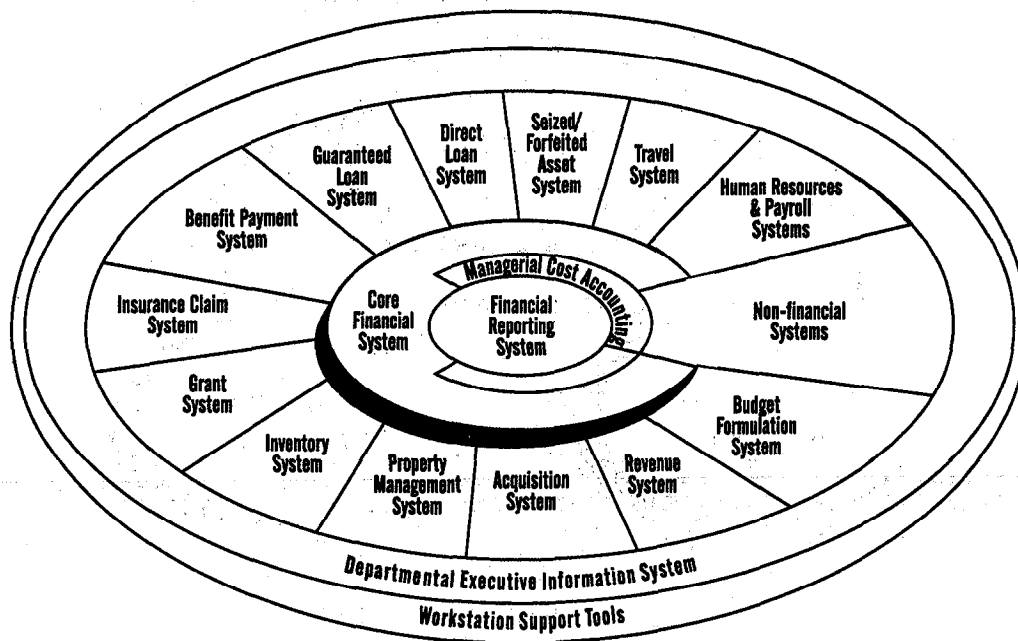 Seized/
Forfeited
Asset
System
Direct
Loan
System
Travel
System
Guaranteed
Loan
System
Human Resources
& Payroll
Systems
Benefit Payment
System
Managerial Cost Accounting
Insurance Claim
System
Core
Financial
System
Financial
Reporting
System
Non-financial
Systems
Grant
System
Budget
Formulation
System
Inventory
System
Property
Management
System
Acquisition
System
Revenue
System
Departmental Executive Information System
Workstation Support Tools